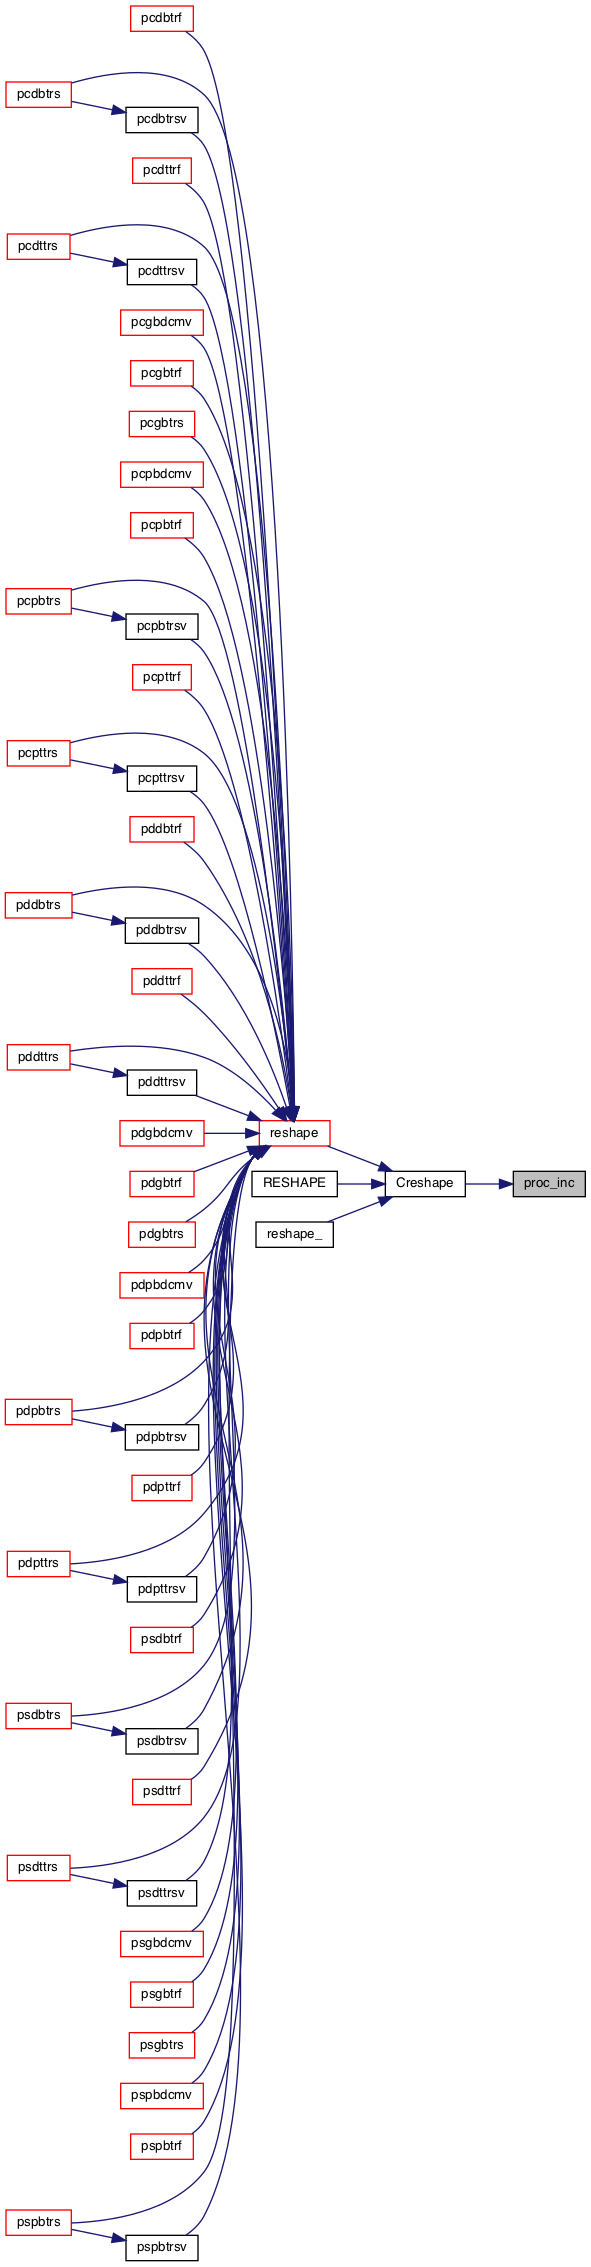 pcdbtrf
pcdbtrs
pcdbtrsv
pcdttrf
pcdttrs
pcdttrsv
pcgbdcmv
pcgbtrf
pcgbtrs
pcpbdcmv
pcpbtrf
pcpbtrs
pcpbtrsv
pcpttrf
pcpttrs
pcpttrsv
pddbtrf
pddbtrs
pddbtrsv
pddttrf
pddttrs
pddttrsv
pdgbdcmv
reshape
pdgbtrf
RESHAPE
Creshape
proc_inc
pdgbtrs
reshape_
pdpbdcmv
pdpbtrf
pdpbtrs
pdpbtrsv
pdpttrf
pdpttrs
pdpttrsv
psdbtrf
psdbtrs
psdbtrsv
psdttrf
psdttrs
psdttrsv
psgbdcmv
psgbtrf
psgbtrs
pspbdcmv
pspbtrf
pspbtrs
pspbtrsv